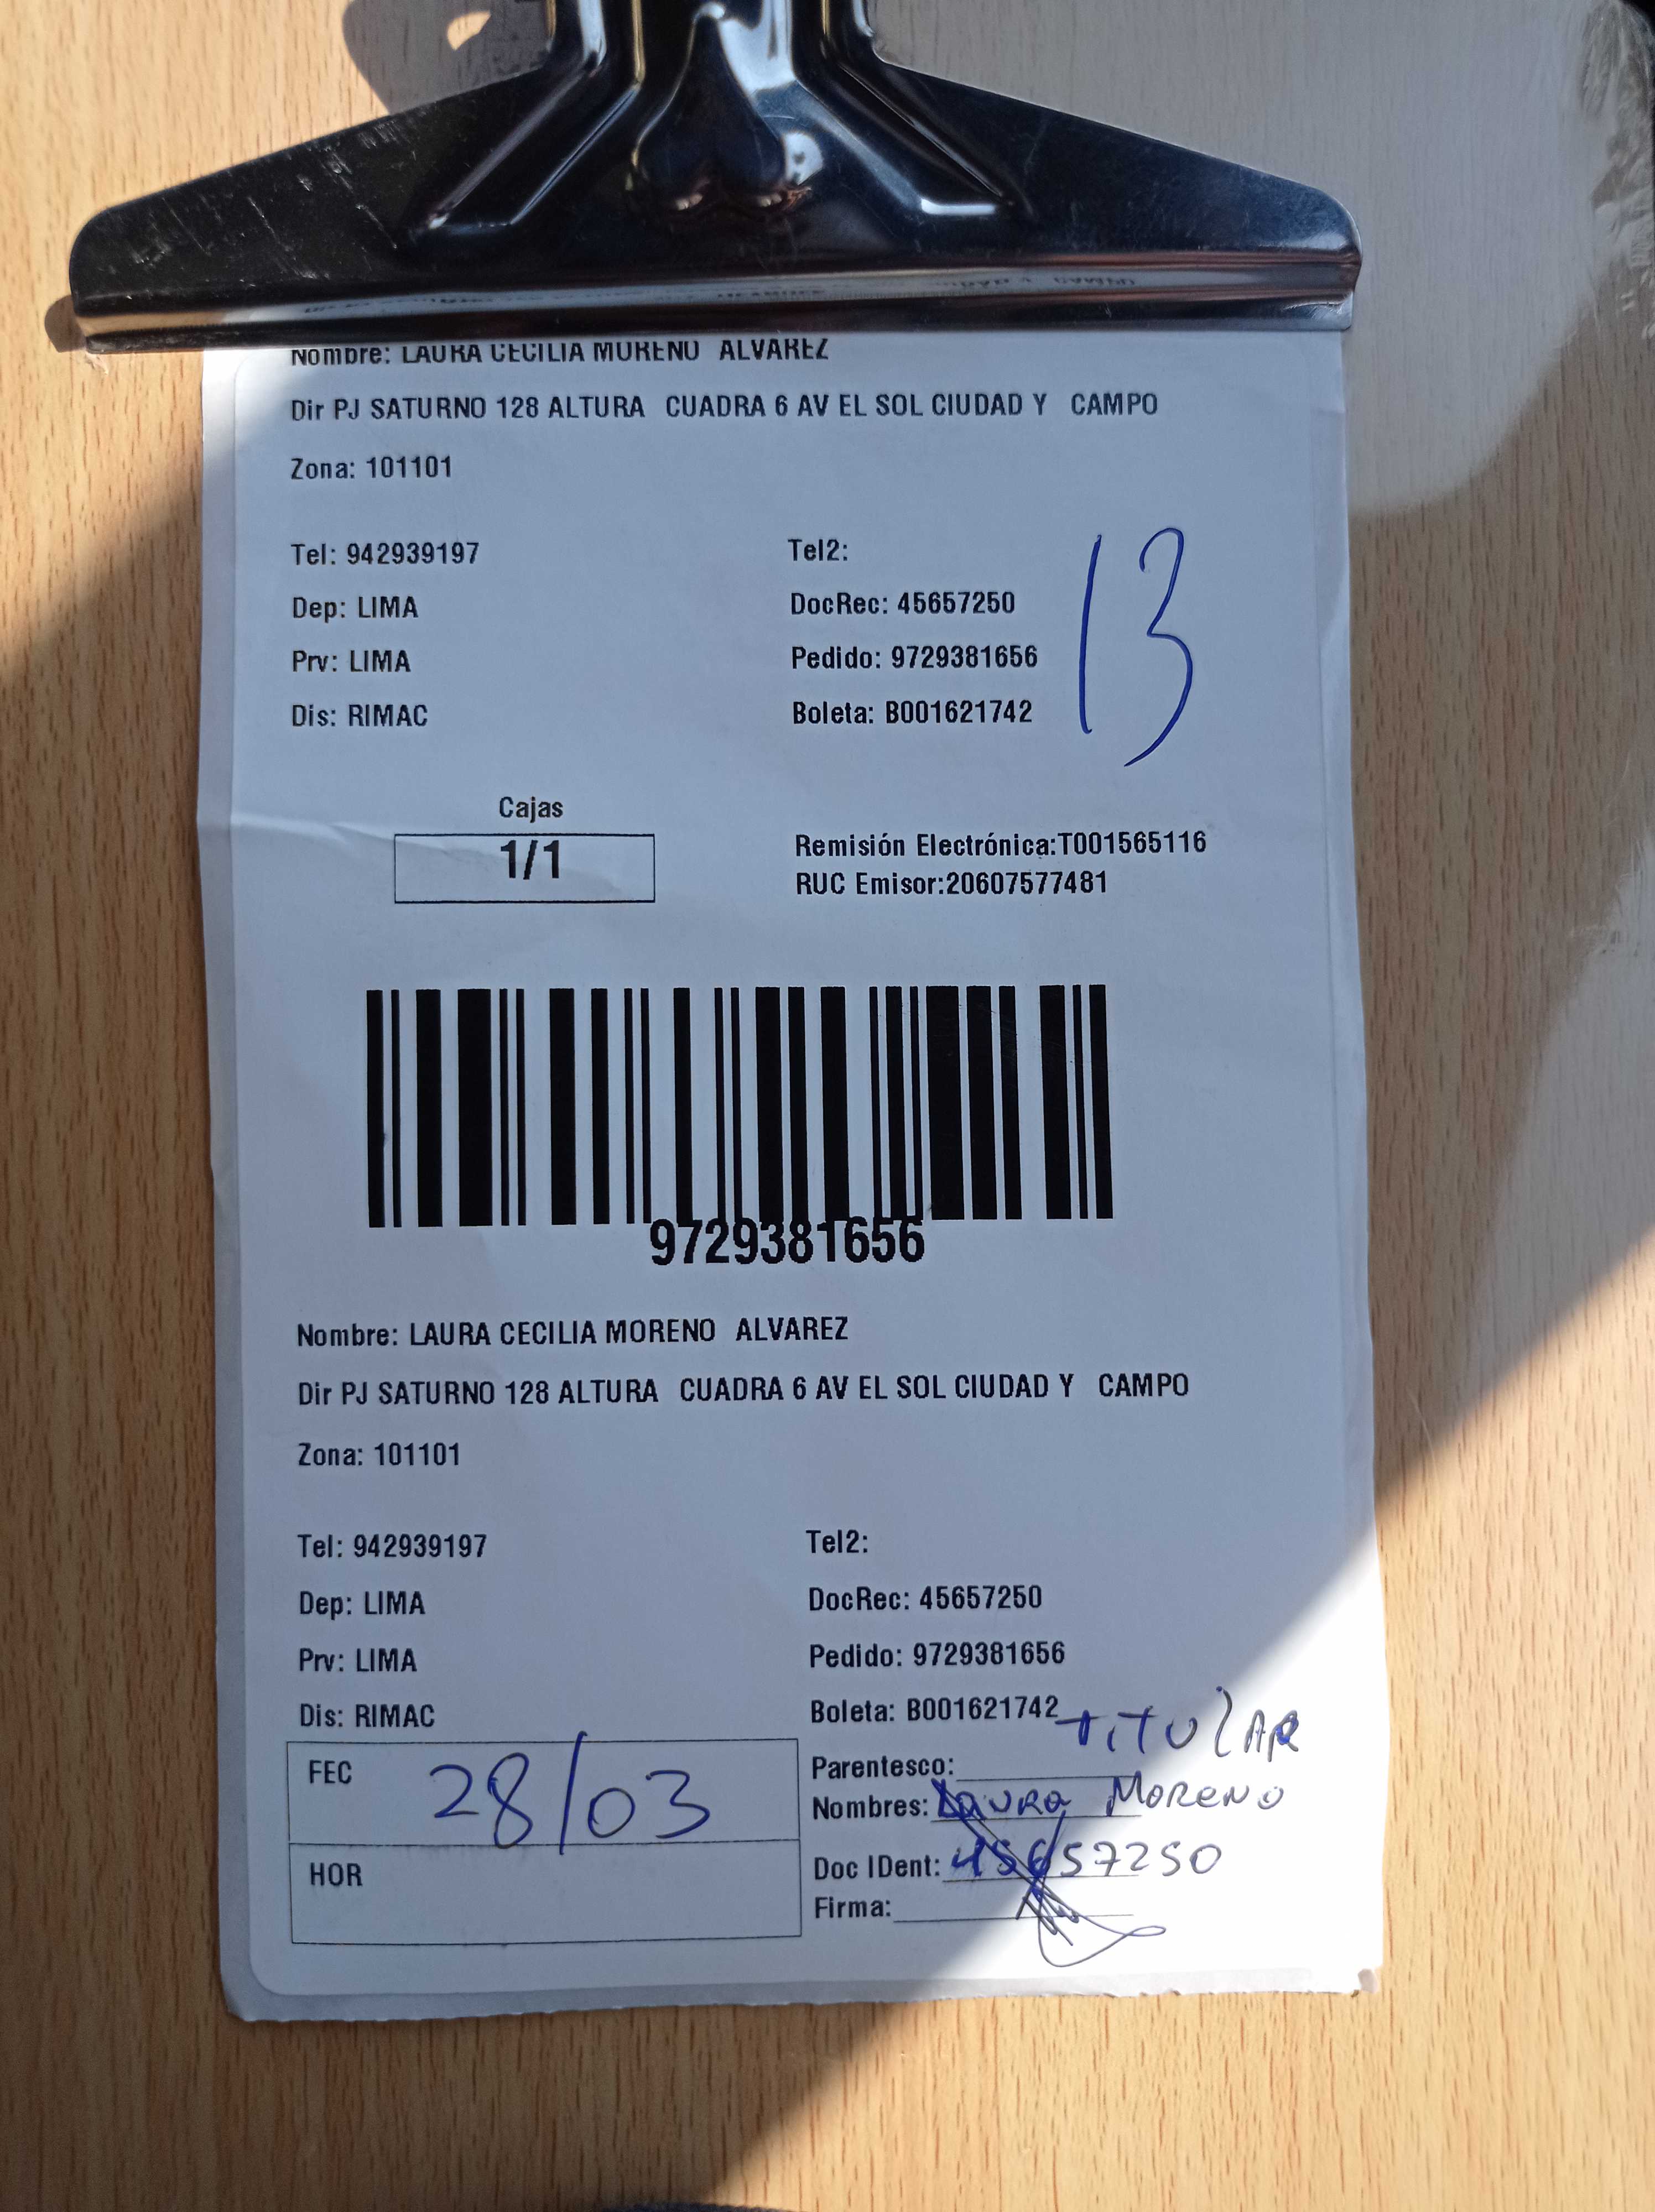 Nombre: LAURA CECILIA MORENO ALVAREZ
Dir PJ SATURNO 128 ALTURA CUADRA 6 AV EL SOL CIUDAD Y CAMPO
Zona: 101101
Tel: 942939197 Tel2:
Dep: LIMA DocRec: 45657250
Prv: LIMA Pedido: 9729381656
Dis: RIMAC Boleta: B001621742
13
Cajas
1/1
Remisión Electrónica:T001565116
RUC Emisor:20607577481
9729381656
Nombre: LAURA CECILIA MORENO ALVAREZ
Dir PJ SATURNO 128 ALTURA CUADRA 6 AV EL SOL CIUDAD Y CAMPO
Zona: 101101
Tel: 942939197 Tel2:
Dep: LIMA DocRec: 45657250
Prv: LIMA Pedido: 9729381656
Dis: RIMAC Boleta: B001621742
FEC 28/03
HOR
Parentesco: TITULAR
Nombres: Laura Moreno
Doc IDent: 45657250
Firma: